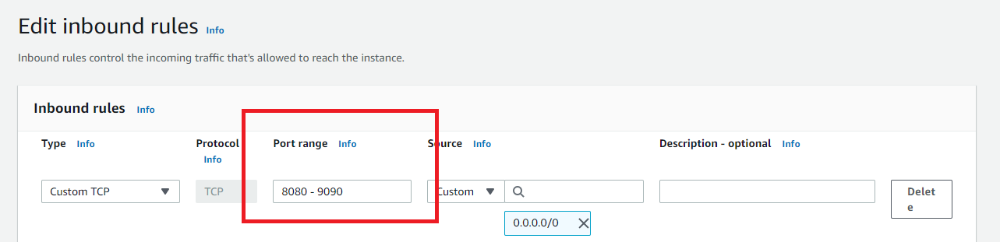 Edit inbound rules Info
Inbound rules control the incoming traffic that's allowed to reach the instance.
Inbound rules Info
Type Info Protocol Info Port range Info Source Info Description - optional Info
Custom TCP TCP 8080 - 9090 Custom Delet
e
0.0.0.0/0